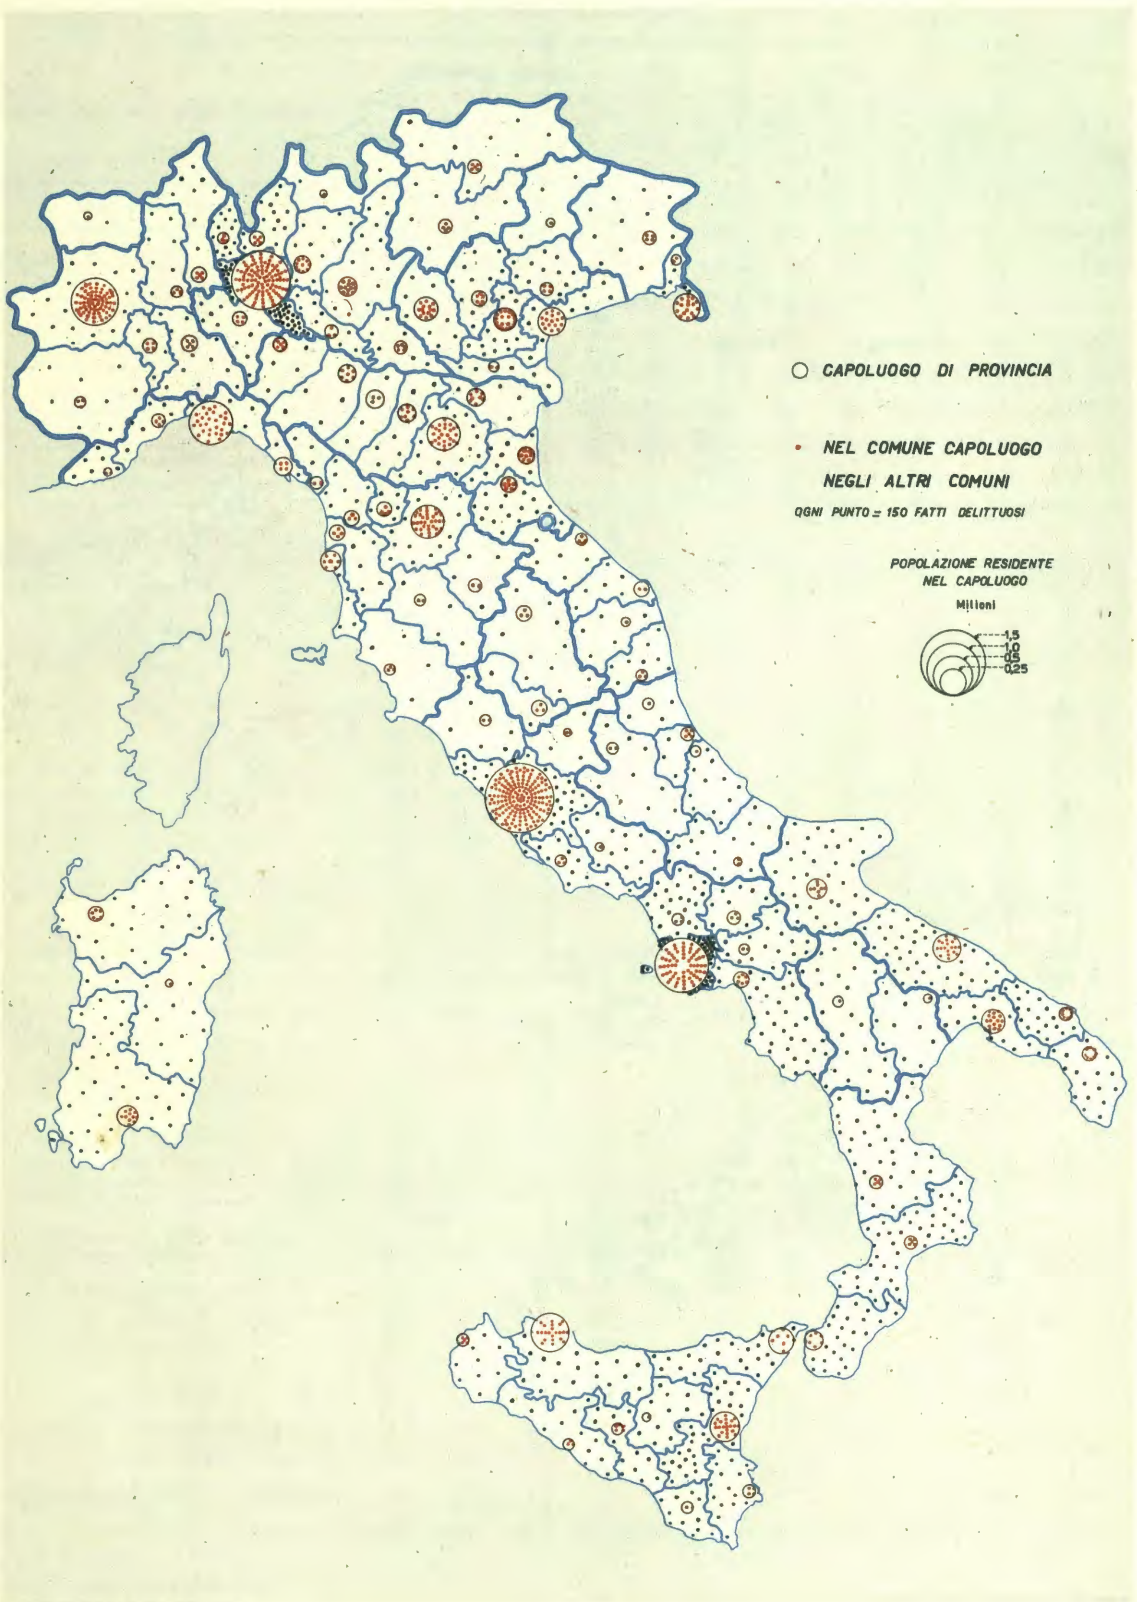 CAPOLUOGO DI PROVINCIA
NEL COMUNE CAPOLUOGO
NEGLI ALTRI COMUNI
OGNI PUNTO = 150 FATTI DELITTUOSI
POPOLAZIONE RESIDENTE
NEL CAPOLUOGO
Milioni
1,5
1,0
0,5
0,25